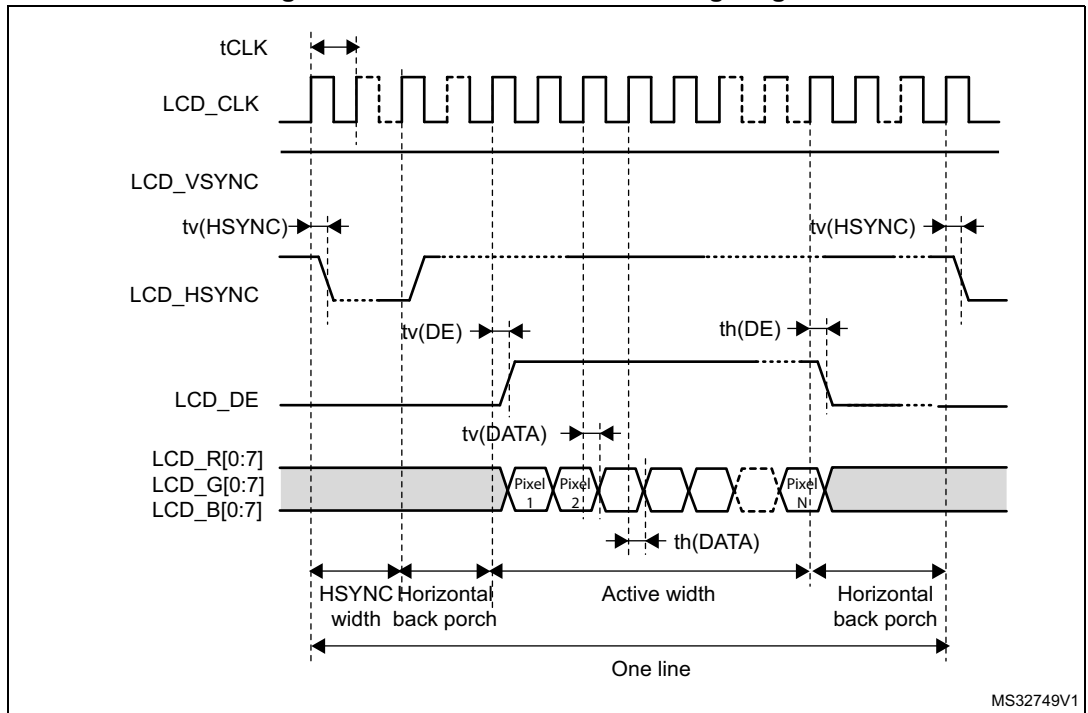 tCLK
LCD_CLK
LCD_VSYNC
tv(HSYNC)
tv(HSYNC)
LCD_HSYNC
tv(DE)
th(DE)
LCD_DE
tv(DATA)
LCD_R[0:7]
LCD_G[0:7]
LCD_B[0:7]
Pixel
1
Pixel
2
Pixel
N
th(DATA)
HSYNC
width
Horizontal
back porch
Active width
Horizontal
back porch
One line
MS32749V1